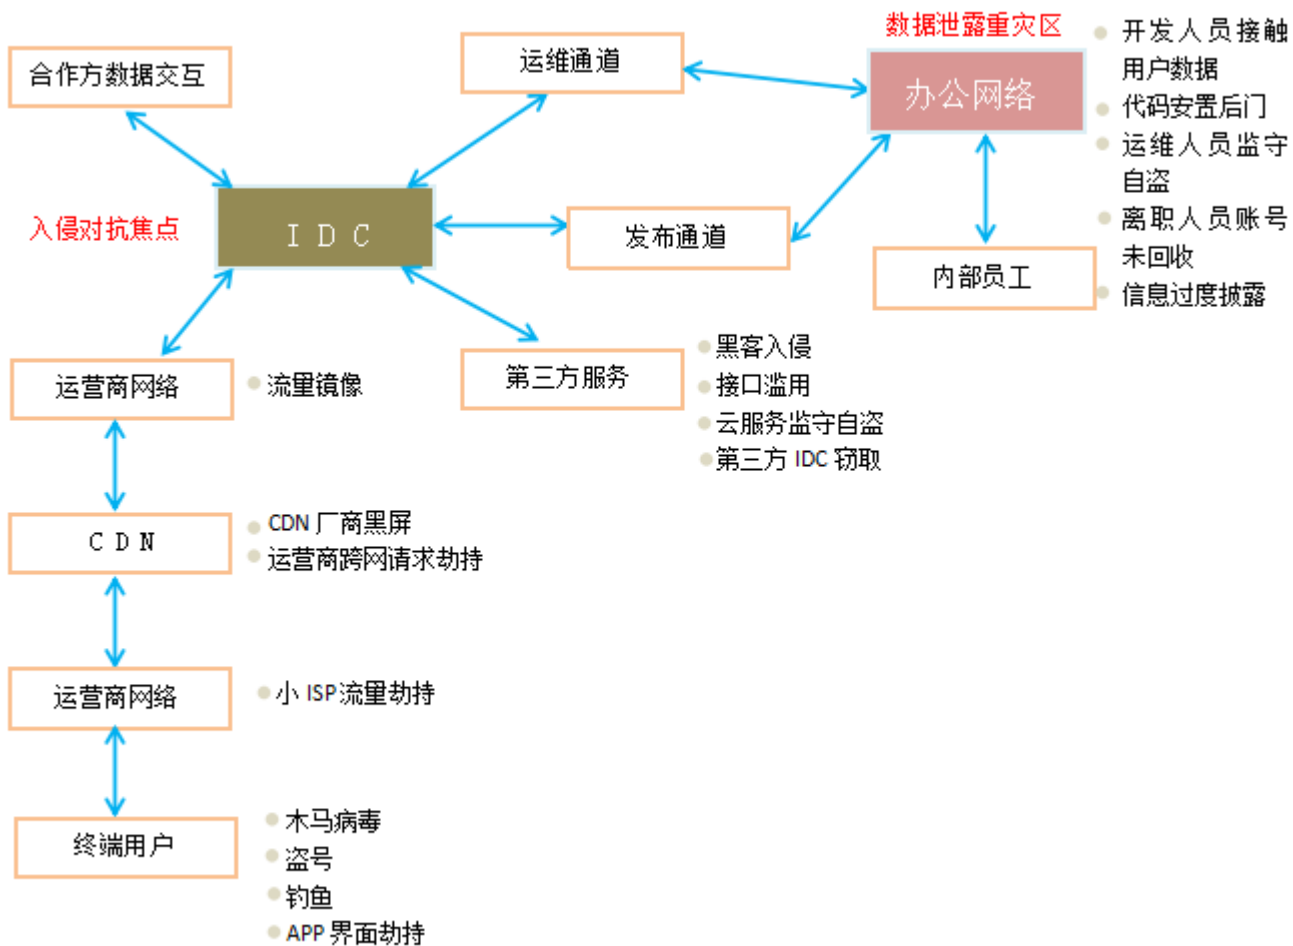 数据泄露重灾区
开发人员接触
用户数据
代码安置后门
运维人员监守
自盗
离职人员账号
未回收
信息过度披露
合作方数据交互
运维通道
办公网络
入侵对抗焦点
I D C
发布通道
内部员工
运营商网络
流量镜像
第三方服务
黑客入侵
接口滥用
云服务监守自盗
第三方 IDC 窃取
C D N
CDN 厂商黑屏
运营商跨网请求劫持
运营商网络
小 ISP流量劫持
终端用户
木马病毒
盗号
钓鱼
APP 界面劫持